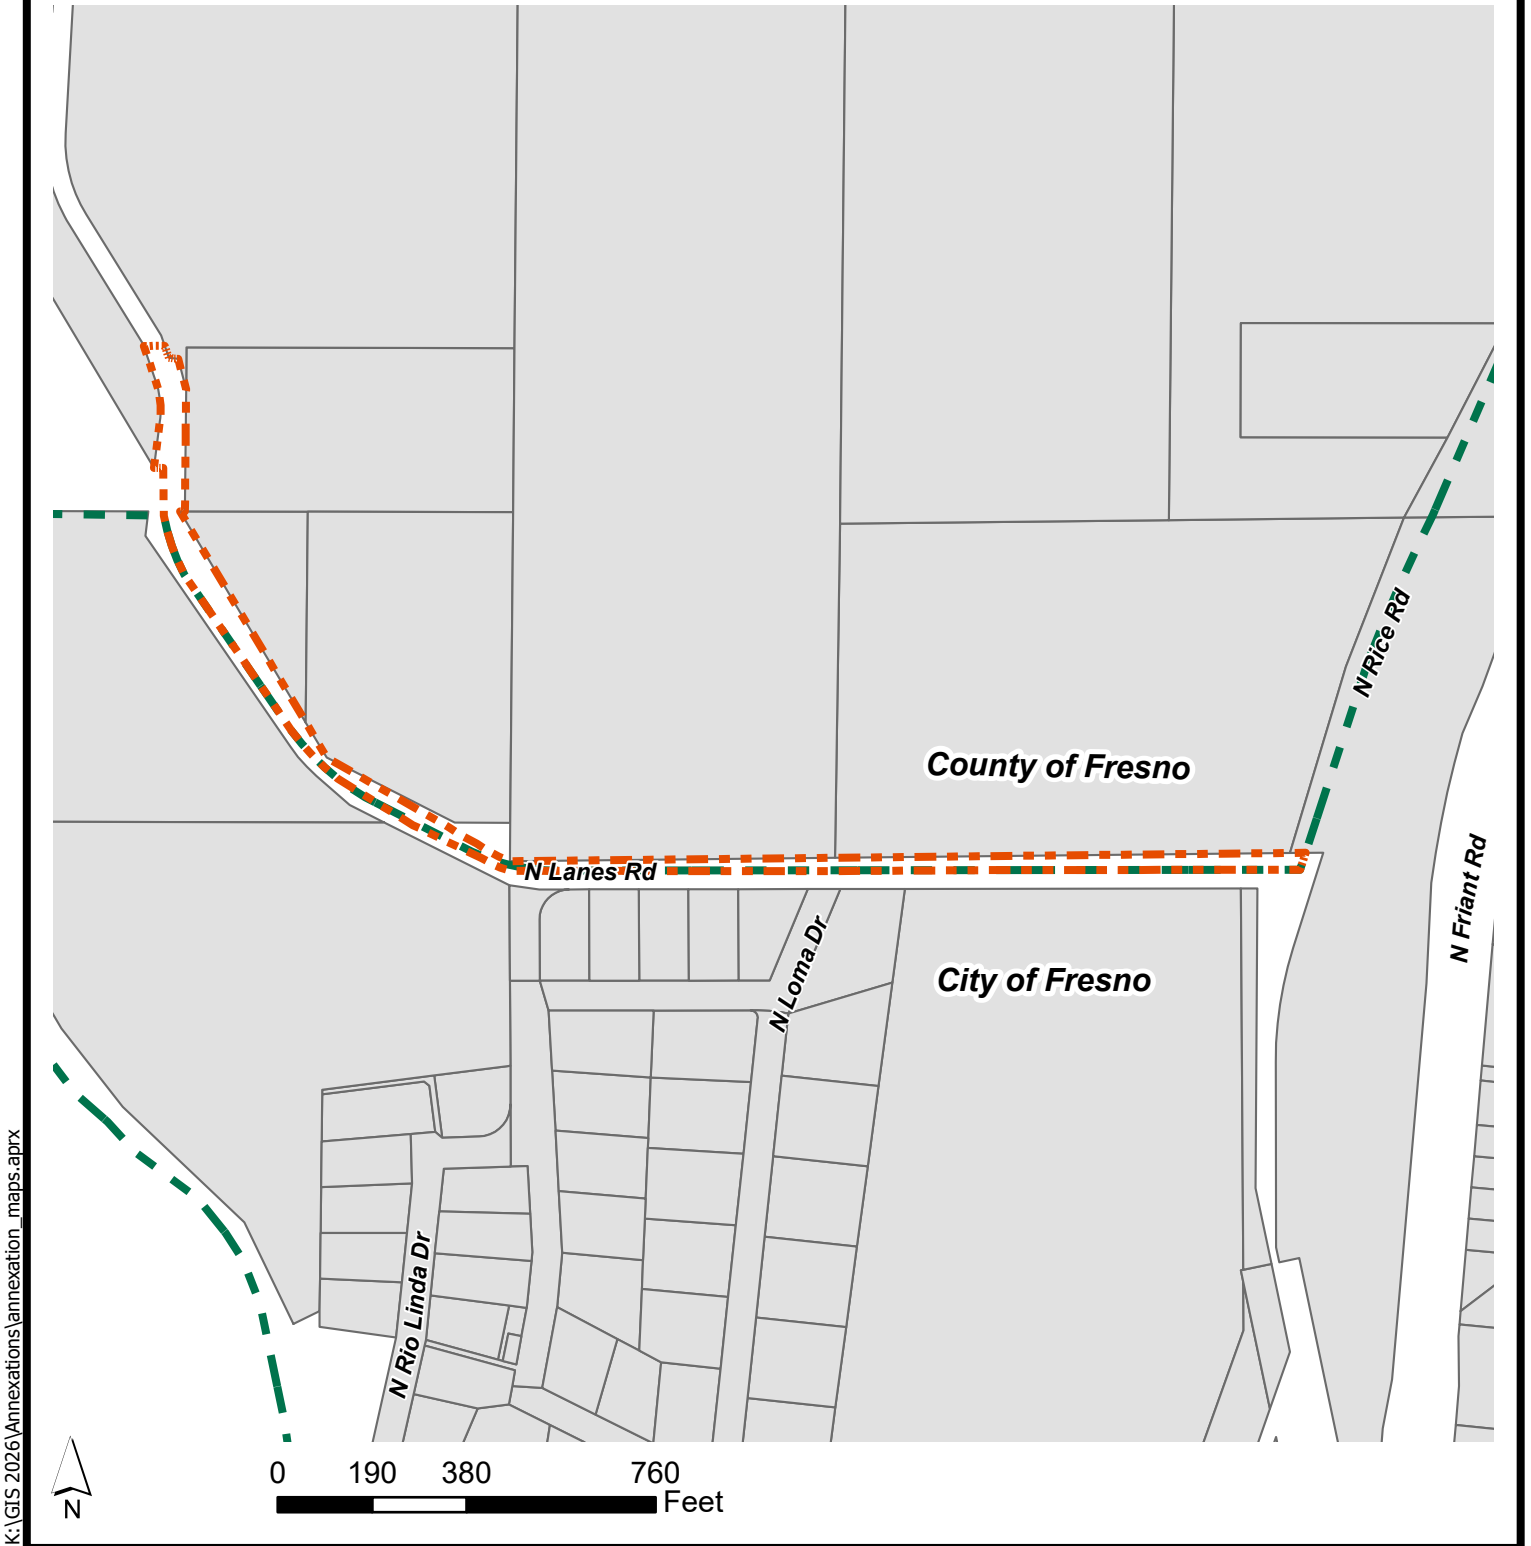 N Rice Rd
County of Fresno
N Friant Rd
N Lanes Rd
N Loma Dr
City of Fresno
N Rio Linda Dr
K:\GIS 2026\Annexations\annexation_maps.aprx
N
0 190 380 760
Feet